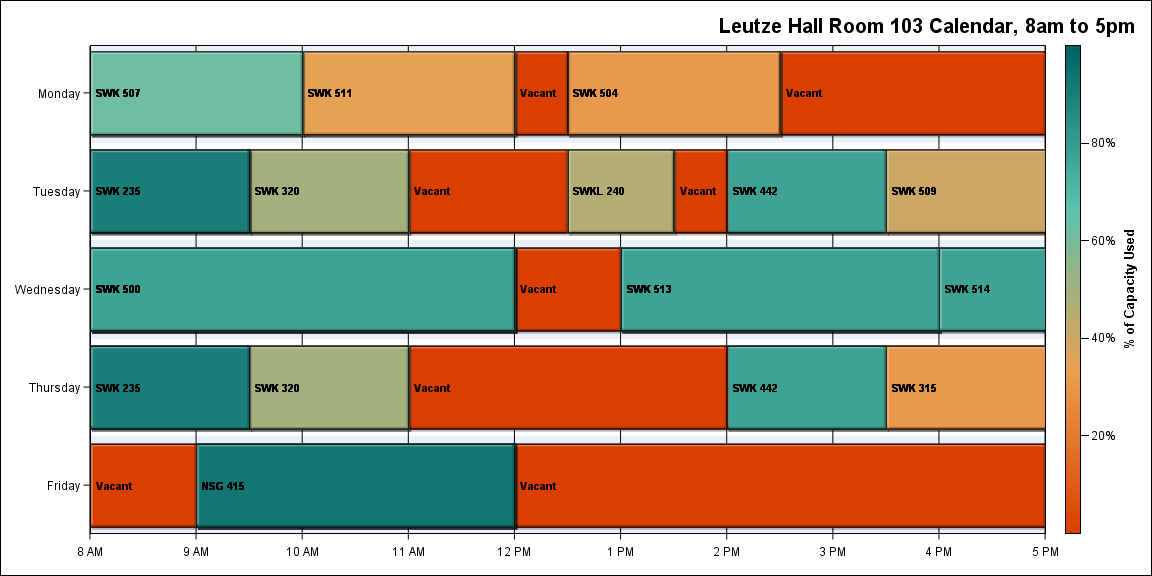 Leutze Hall Room 103 Calendar, 8am to 5pm
Monday
SWK 507
SWK 511
Vacant
SWK 504
Vacant
Tuesday
SWK 235
SWK 320
Vacant
SWKL 240
Vacant
SWK 442
SWK 509
Wednesday
SWK 500
Vacant
SWK 513
SWK 514
Thursday
SWK 235
SWK 320
Vacant
SWK 442
SWK 315
Friday
Vacant
NSG 415
Vacant
8 AM
9 AM
10 AM
11 AM
12 PM
1 PM
2 PM
3 PM
4 PM
5 PM
80%
60%
40%
20%
% of Capacity Used